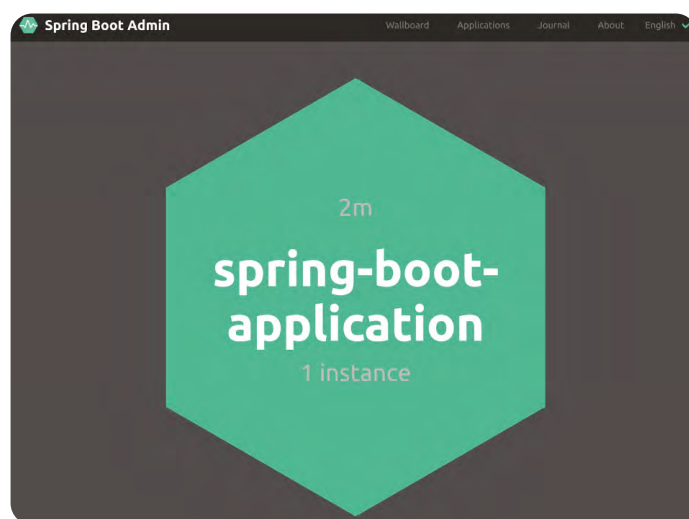 Spring Boot Admin Wallboard Applications Journal About English
2m
spring-boot-
application
1 instance